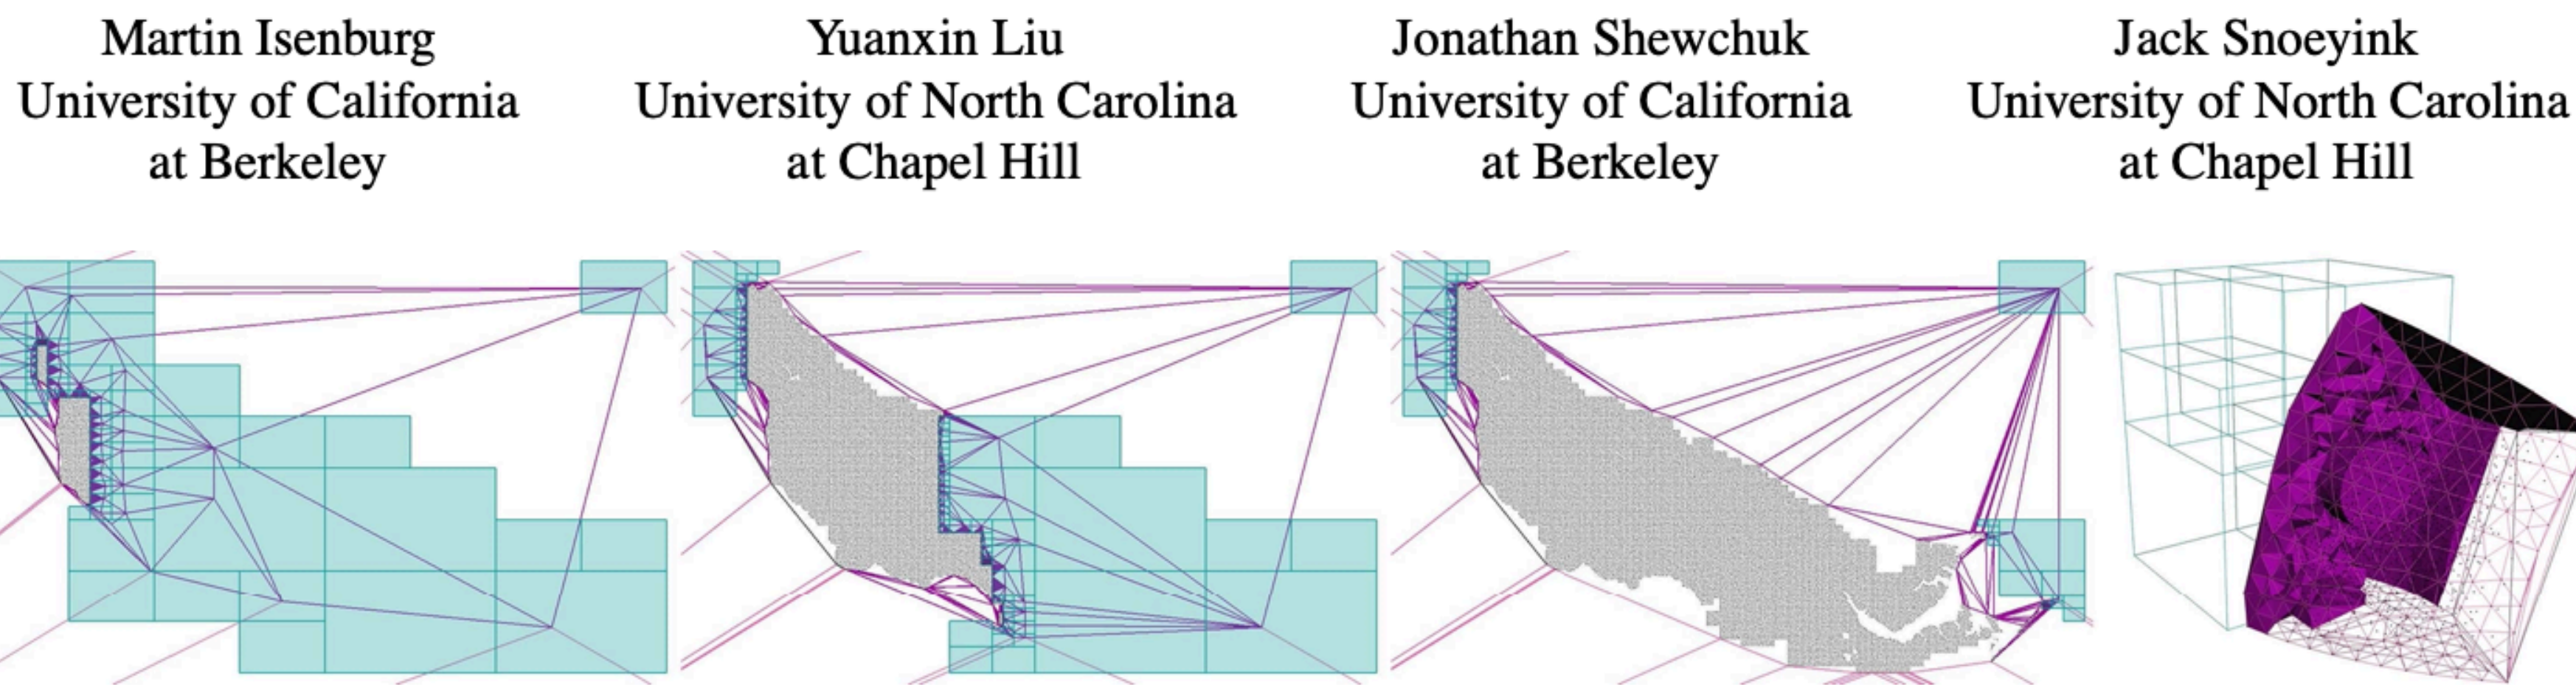 Martin Isenburg
University of California
at Berkeley
Yuanxin Liu
University of North Carolina
at Chapel Hill
Jonathan Shewchuk
University of California
at Berkeley
Jack Snoeyink
University of North Carolina
at Chapel Hill